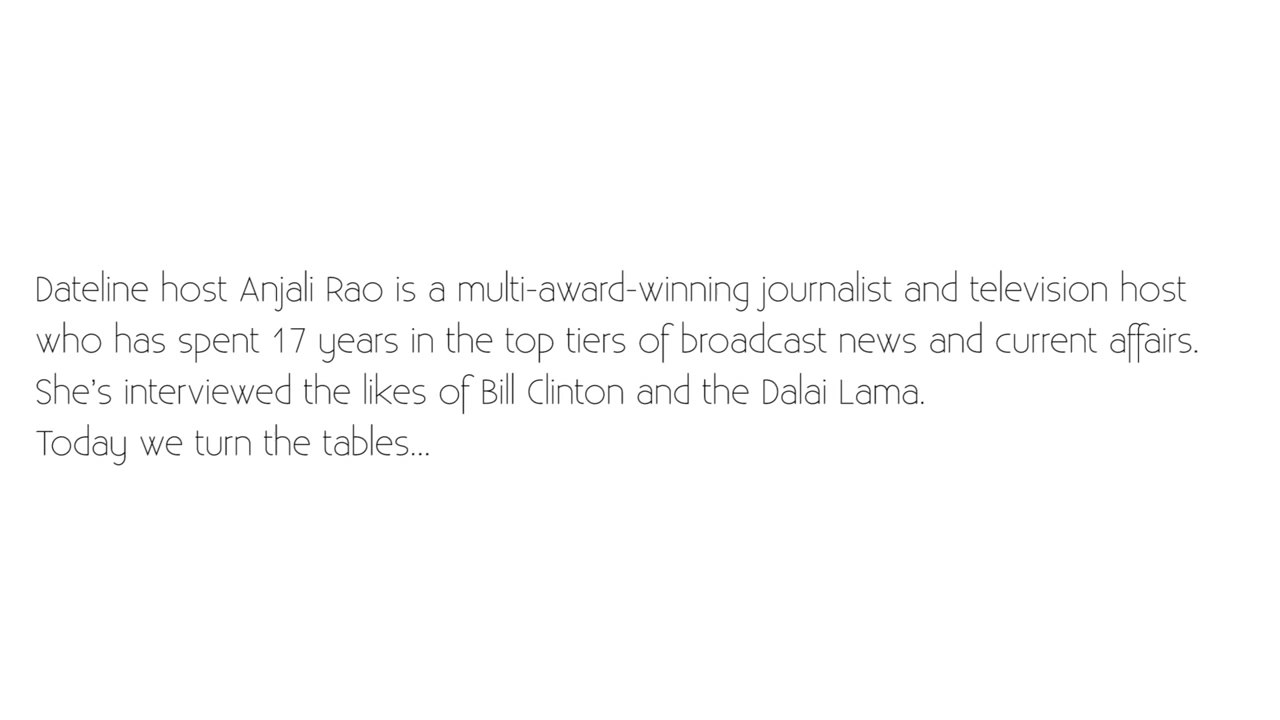 Dateline host Anjali Rao is a multi-award-winning journalist and television host
who has spent 17 years in the top tiers of broadcast news and current affairs.
She's interviewed the likes of Bill Clinton and the Dalai Lama.
Today we turn the tables...